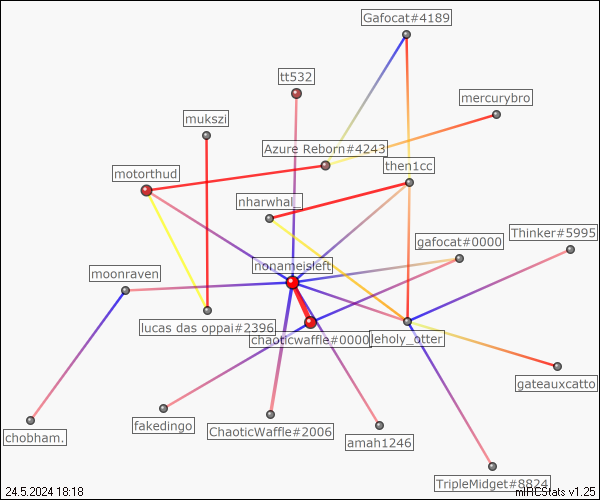 Gafocat#4189
tt532
mercurybro
mukszi
Azure Reborn#4243
then1cc
motorthud
nharwhal_
Thinker#5995
gafocat#0000
nonameisleft
moonraven
lucas das oppai#2396
chaoticwaffle#0000
leholy_otter
gateauxcatto
fakedingo
ChaoticWaffle#2006
chobham.
amah1246
TripleMidget#8824
24.5.2024 18:18
mIRCStats v1.25